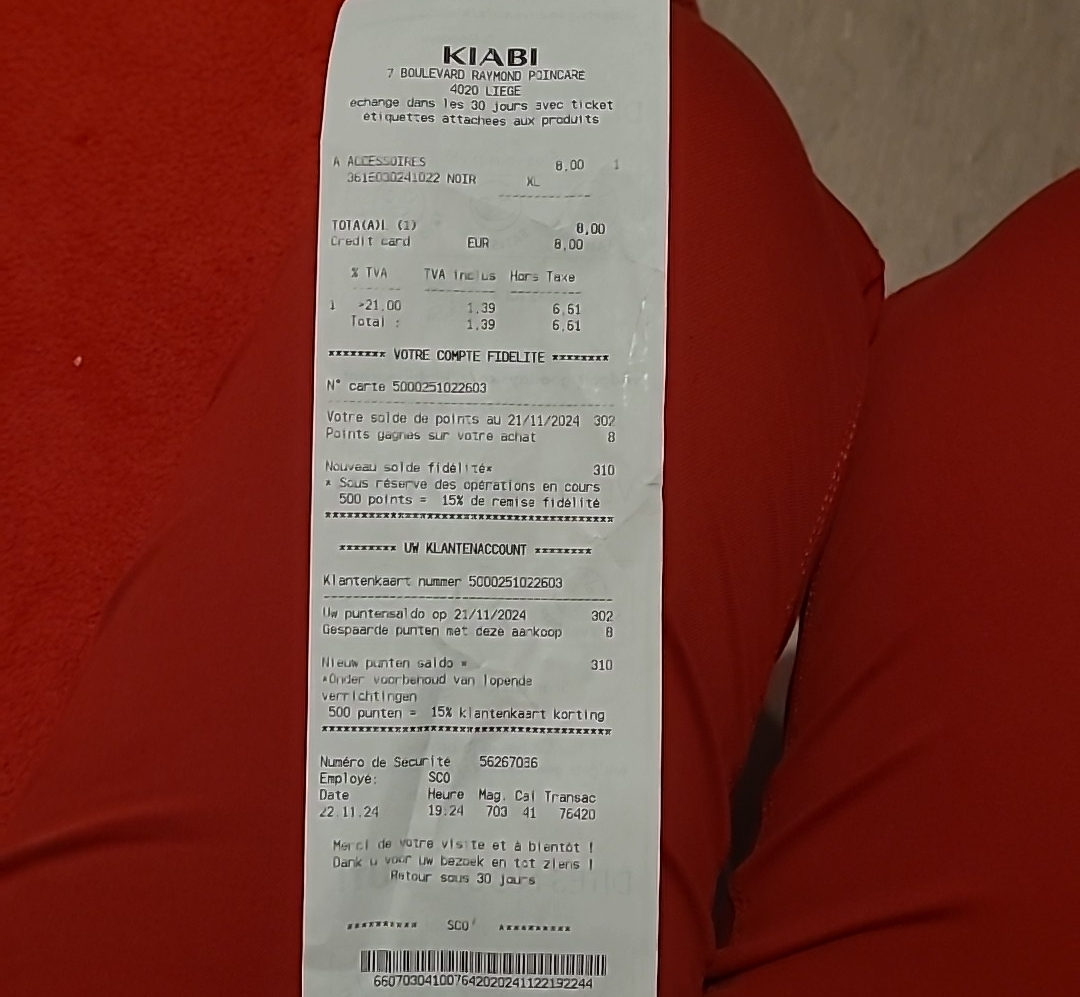 KIABI
7 BOULEVARD RAYMOND POINCARE
4020 LIEGE
echange dans les 30 jours avec ticket
etiquettes attachees aux produits
A ACCESSOIRES 8,00 1
361E030241022 NOIR XL
TOTA(A)L (1) 8,00
Credit card EUR 8,00
% TVA TVA inclus Hors Taxe
1 >21,00 1,39 6,61
Total : 1,39 6,61
******** VOTRE COMPTE FIDELITE ********
N° carte 5000251022603
Votre solde de points au 21/11/2024 302
Points gagnes sur votre achat 8
Nouveau solde fidélité* 310
* Sous réserve des opérations en cours
500 points = 15% de remise fidélité
*****************************************
******** UW KLANTENACCOUNT ********
Klantenkaart nummer 5000251022603
Uw puntensaldo op 21/11/2024 302
Gespaarde punten met deze aankoop 8
Nieuw punten saldo * 310
*Onder voorbehoud van lopende
verrichtingen
500 punten = 15% klantenkaart korting
*****************************************
Numéro de Securité 56267036
Employé: SCO
Date Heure Mag. Cai Transac
22.11.24 19:24 703 41 76420
Merci de votre visite et à bientôt !
Dank u voor uw bezoek en tot ziens !
Retour sous 30 jours
********** SCO **********
660703041007642020241122192244